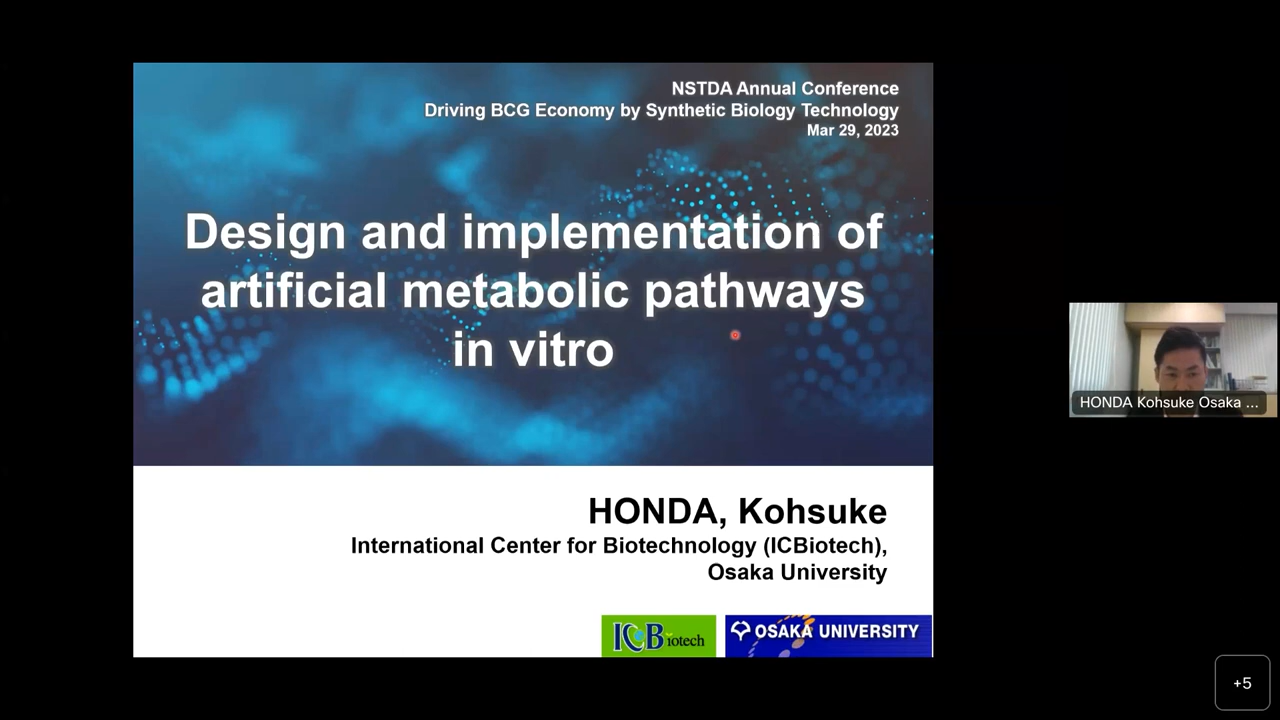 NSTDA Annual Conference
Driving BCG Economy by Synthetic Biology Technology
Mar 29, 2023
Design and implementation of
artificial metabolic pathways
in vitro
HONDA Kohsuke Osaka ...
HONDA, Kohsuke
International Center for Biotechnology (ICBiotech),
Osaka University
ICBiotech
OSAKA UNIVERSITY
+5